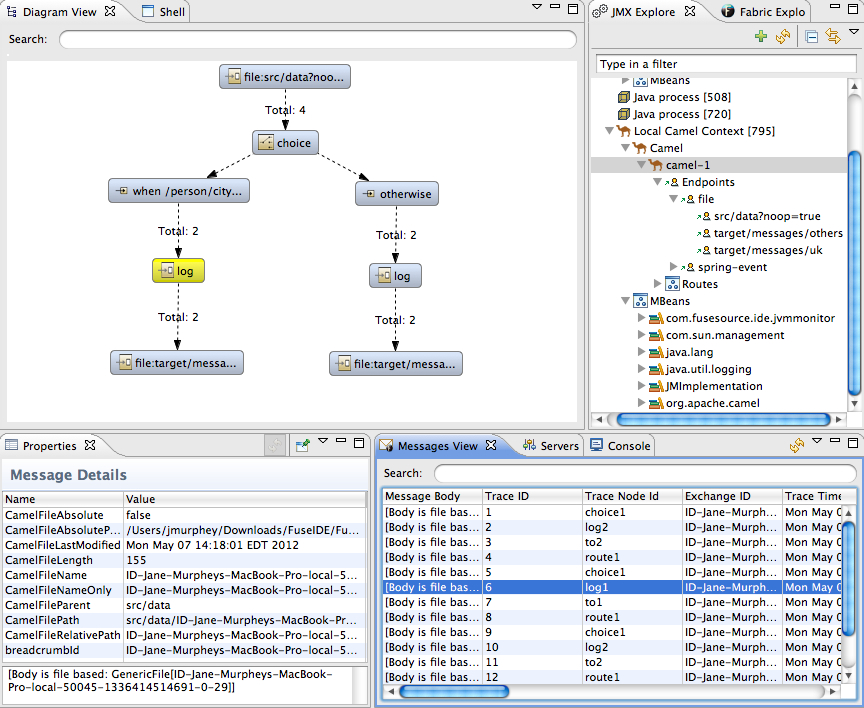 Diagram View
Shell
Search:
file:src/data?noo...
Total: 4
choice
when /person/city...
otherwise
Total: 2
Total: 2
log
log
Total: 2
Total: 2
file:target/messa...
file:target/messa...
JMX Explore
Fabric Explo
Type in a filter
MBeans
Java process [508]
Java process [720]
Local Camel Context [795]
Camel
camel-1
Endpoints
file
src/data?noop=true
target/messages/others
target/messages/uk
spring-event
Routes
MBeans
com.fusesource.ide.jvmmonitor
com.sun.management
java.lang
java.util.logging
JMImplementation
org.apache.camel
Properties
Message Details
Name Value
CamelFileAbsolute false
CamelFileAbsoluteP... /Users/jmurphey/Downloads/FuseIDE/Fu...
CamelFileLastModified Mon May 07 14:18:01 EDT 2012
CamelFileLength 155
CamelFileName ID-Jane-Murpheys-MacBook-Pro-local-5...
CamelFileNameOnly ID-Jane-Murpheys-MacBook-Pro-local-5...
CamelFileParent src/data
CamelFilePath src/data/ID-Jane-Murpheys-MacBook-Pr...
CamelFileRelativePath ID-Jane-Murpheys-MacBook-Pro-local-5...
breadcrumbId ID-Jane-Murpheys-MacBook-Pro-local-5...
[Body is file based: GenericFile[ID-Jane-Murpheys-MacBook-
Pro-local-50045-1336414514691-0-29]]
Messages View
Servers
Console
Search:
Message Body Trace ID Trace Node Id Exchange ID Trace Time
[Body is file bas... 1 choice1 ID-Jane-Murph... Mon May 0
[Body is file bas... 2 log2 ID-Jane-Murph... Mon May 0
[Body is file bas... 3 to2 ID-Jane-Murph... Mon May 0
[Body is file bas... 4 route1 ID-Jane-Murph... Mon May 0
[Body is file bas... 5 choice1 ID-Jane-Murph... Mon May 0
[Body is file bas... 6 log1 ID-Jane-Murph... Mon May 0
[Body is file bas... 7 to1 ID-Jane-Murph... Mon May 0
[Body is file bas... 8 route1 ID-Jane-Murph... Mon May 0
[Body is file bas... 9 choice1 ID-Jane-Murph... Mon May 0
[Body is file bas... 10 log2 ID-Jane-Murph... Mon May 0
[Body is file bas... 11 to2 ID-Jane-Murph... Mon May 0
[Body is file bas... 12 route1 ID-Jane-Murph... Mon May 0